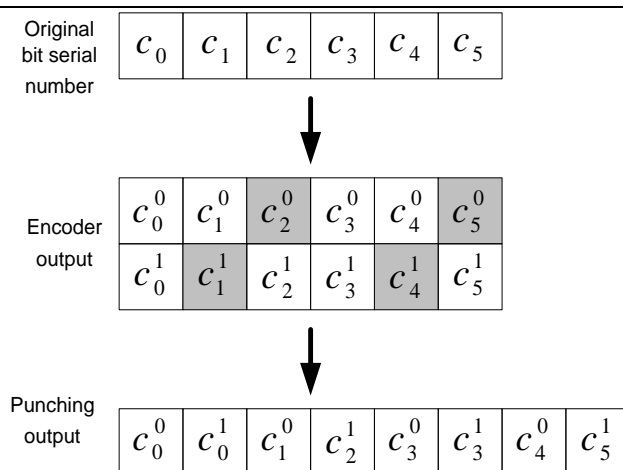 Original
bit serial
number
c₀ c₁ c₂ c₃ c₄ c₅
Encoder
output
c₀⁰ c₁⁰ c₂⁰ c₃⁰ c₄⁰ c₅⁰
c₀¹ c₁¹ c₂¹ c₃¹ c₄¹ c₅¹
Punching
output
c₀⁰ c₀¹ c₁⁰ c₂¹ c₃⁰ c₃¹ c₄⁰ c₅¹